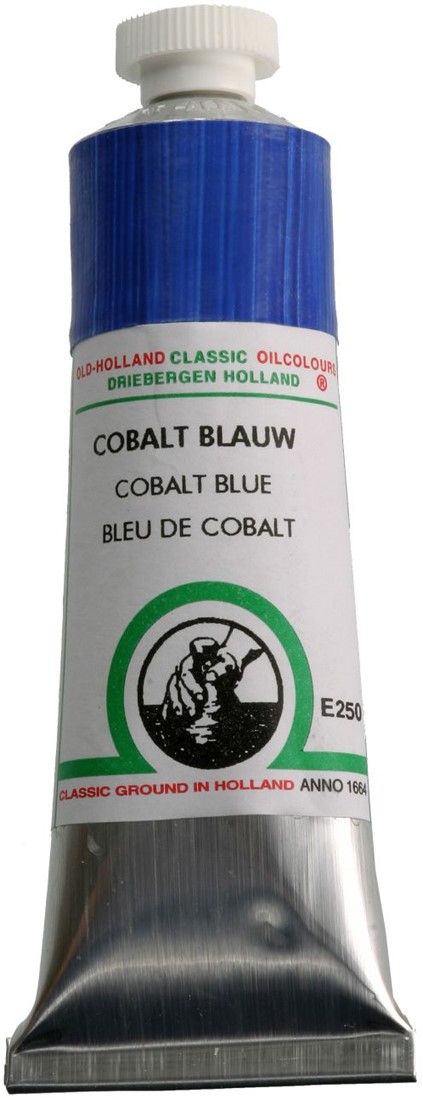 OLD-HOLLAND CLASSIC OILCOLOURS
DRIEBERGEN HOLLAND ®
COBALT BLAUW
COBALT BLUE
BLEU DE COBALT
E250
CLASSIC GROUND IN HOLLAND ANNO 1664